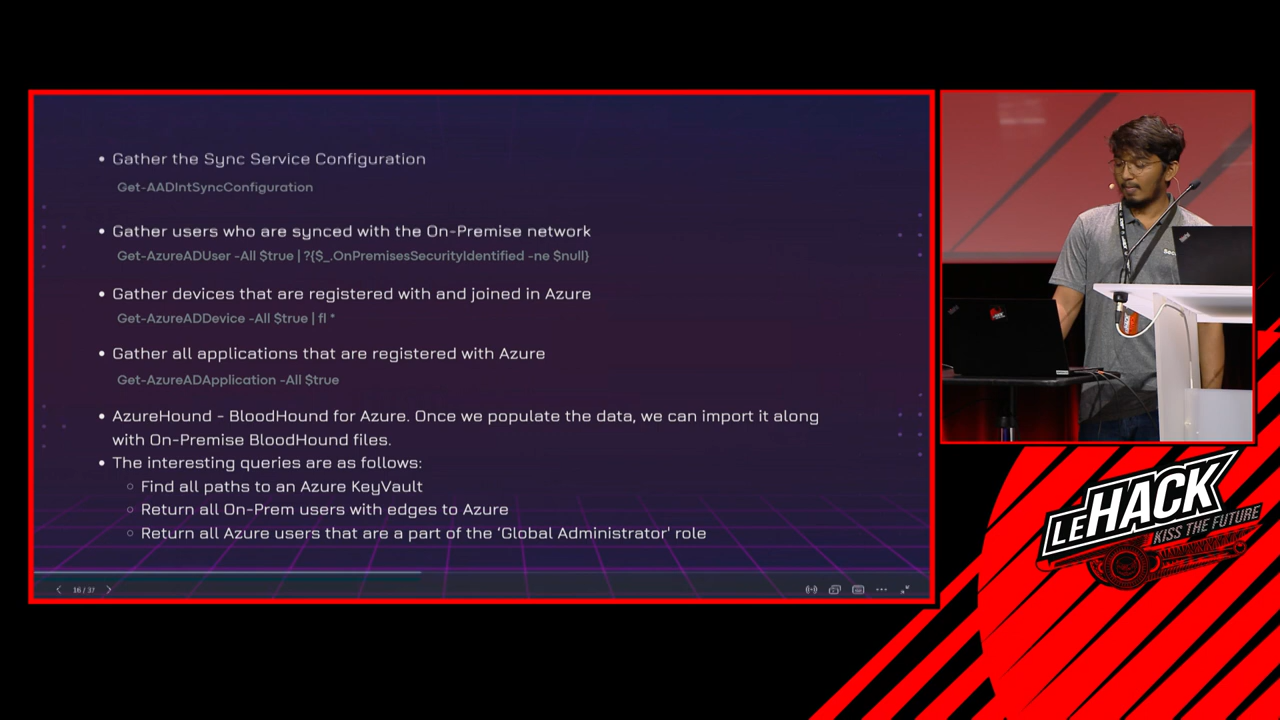 • Gather the Sync Service Configuration
Get-AADIntSyncConfiguration
• Gather users who are synced with the On-Premise network
Get-AzureADUser -All $true | ?{$_.OnPremisesSecurityIdentified -ne $null}
• Gather devices that are registered with and joined in Azure
Get-AzureADDevice -All $true | fl *
• Gather all applications that are registered with Azure
Get-AzureADApplication -All $true
• AzureHound - BloodHound for Azure. Once we populate the data, we can import it along
with On-Premise BloodHound files.
• The interesting queries are as follows:
○ Find all paths to an Azure KeyVault
○ Return all On-Prem users with edges to Azure
○ Return all Azure users that are a part of the ‘Global Administrator' role
16 / 37
LEHACK
KISS THE FUTURE